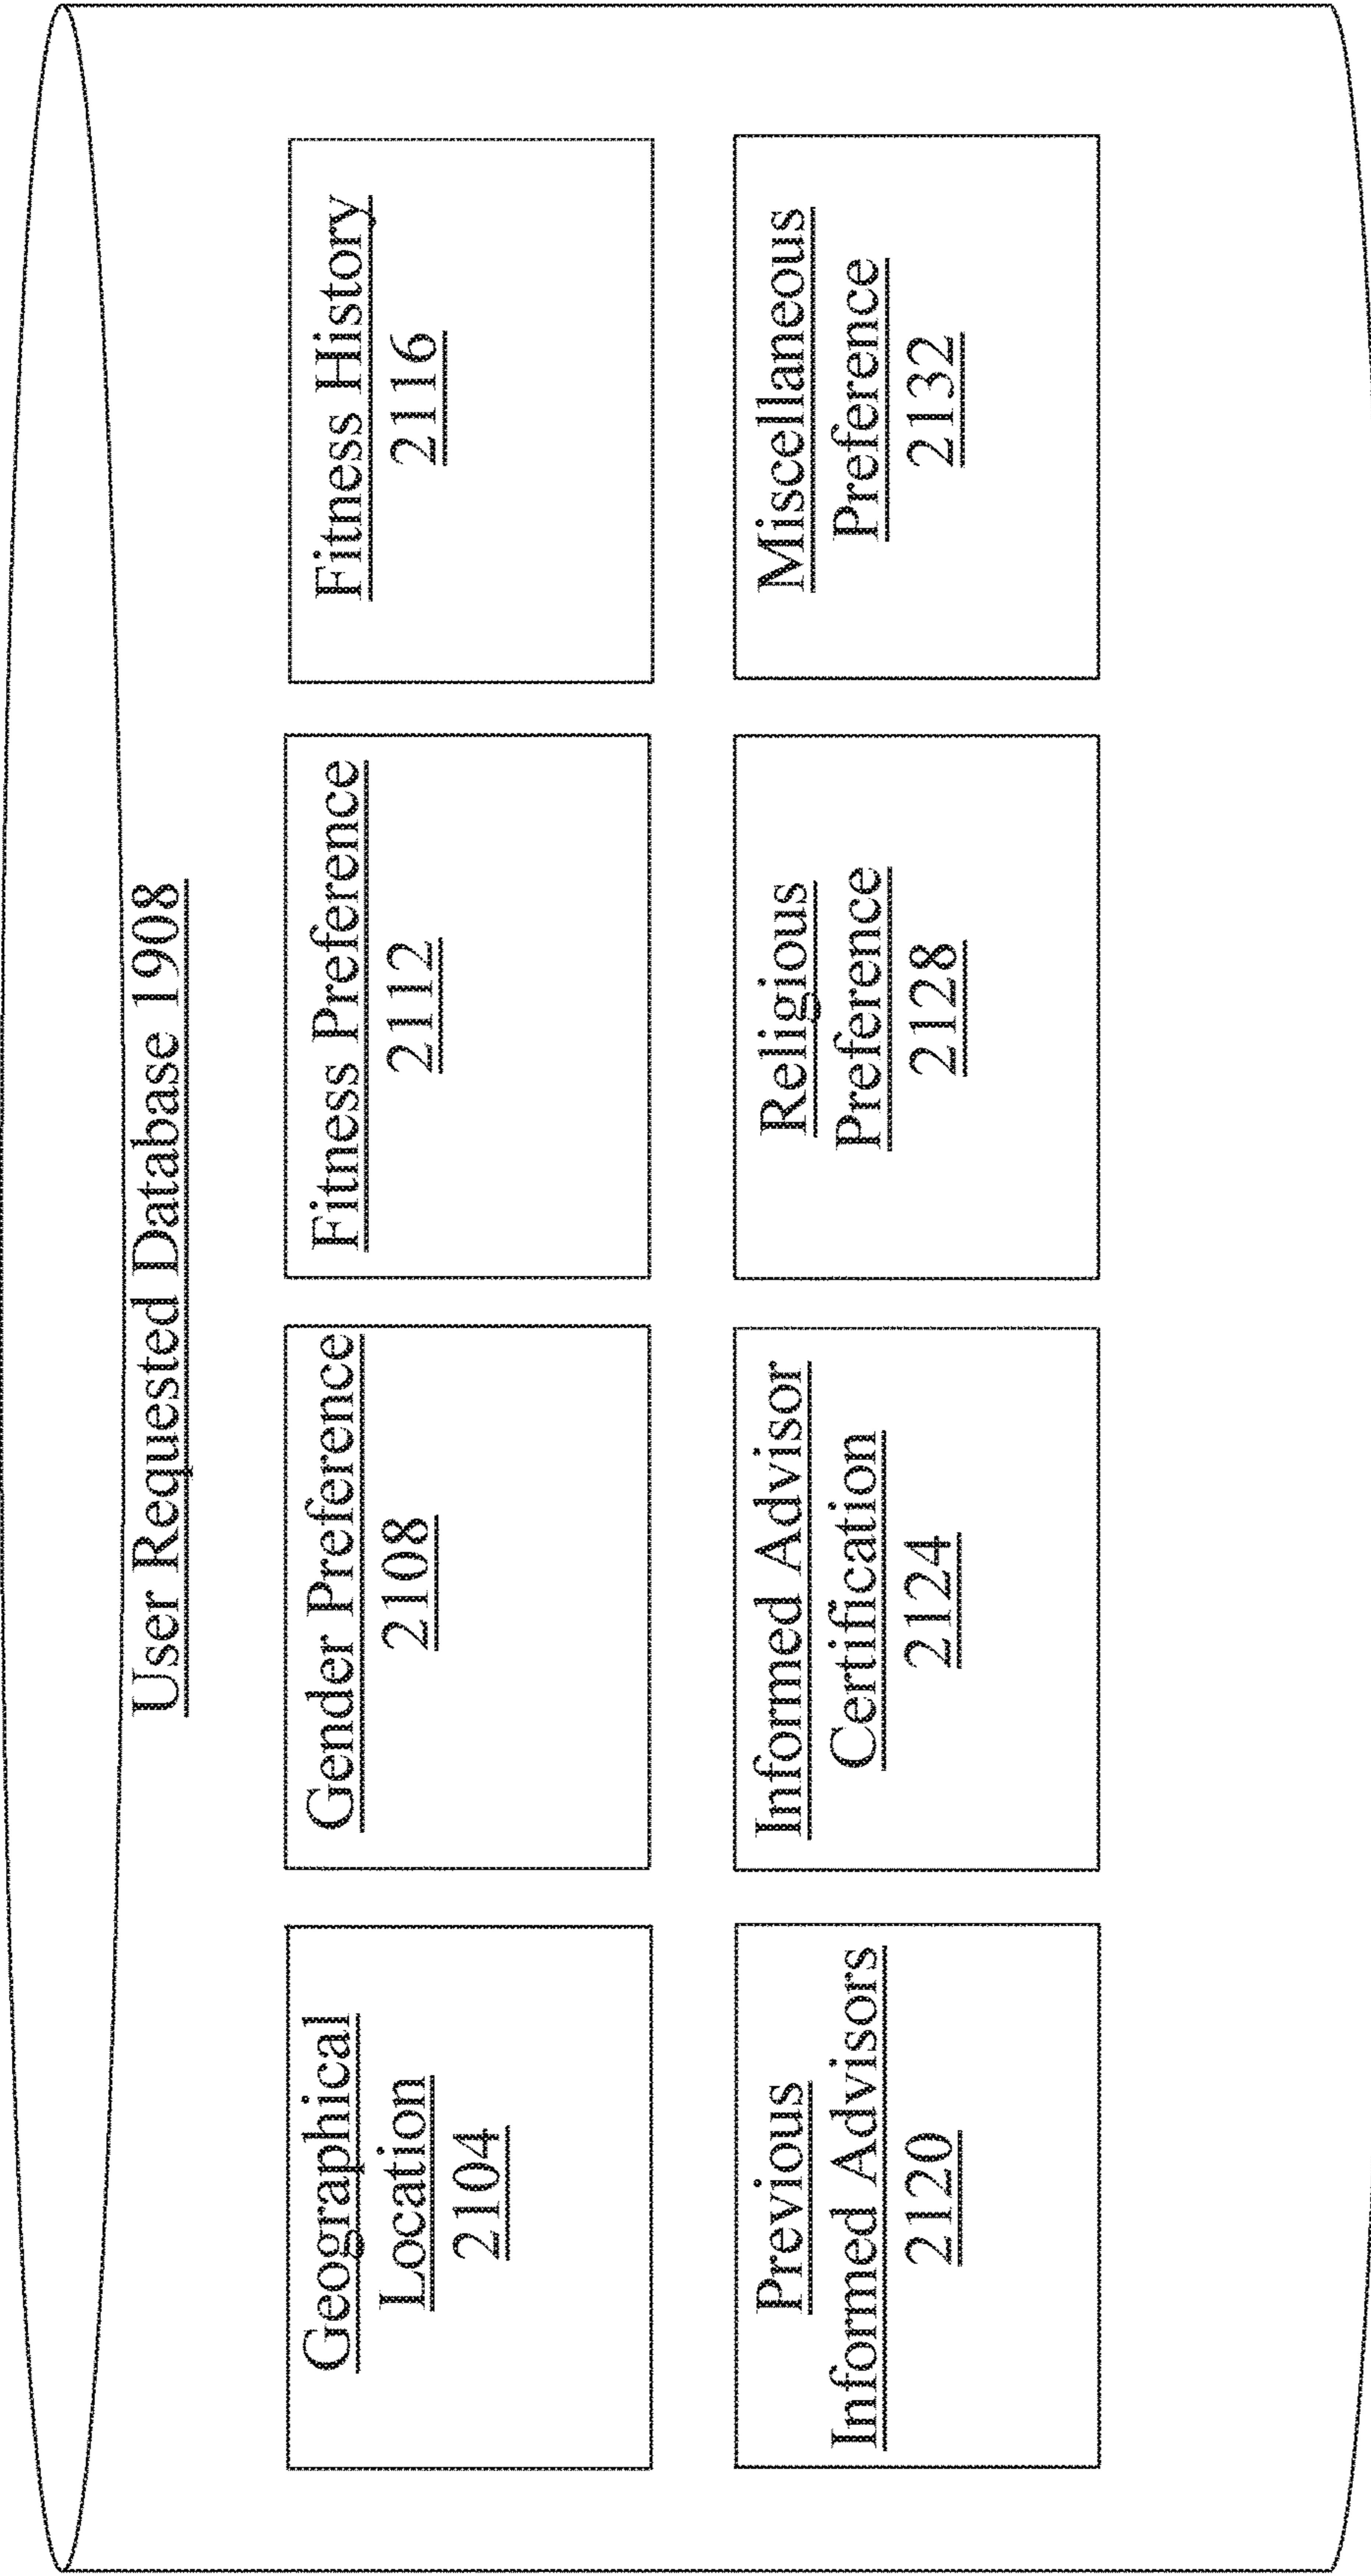 User Requested Database 1908
Geographical
Location
2104
Gender Preference
2108
Fitness Preference
2112
Fitness History
2116
Previous
Informed Advisors
2120
Informed Advisor
Certification
2124
Religious
Preference
2128
Miscellaneous
Preference
2132